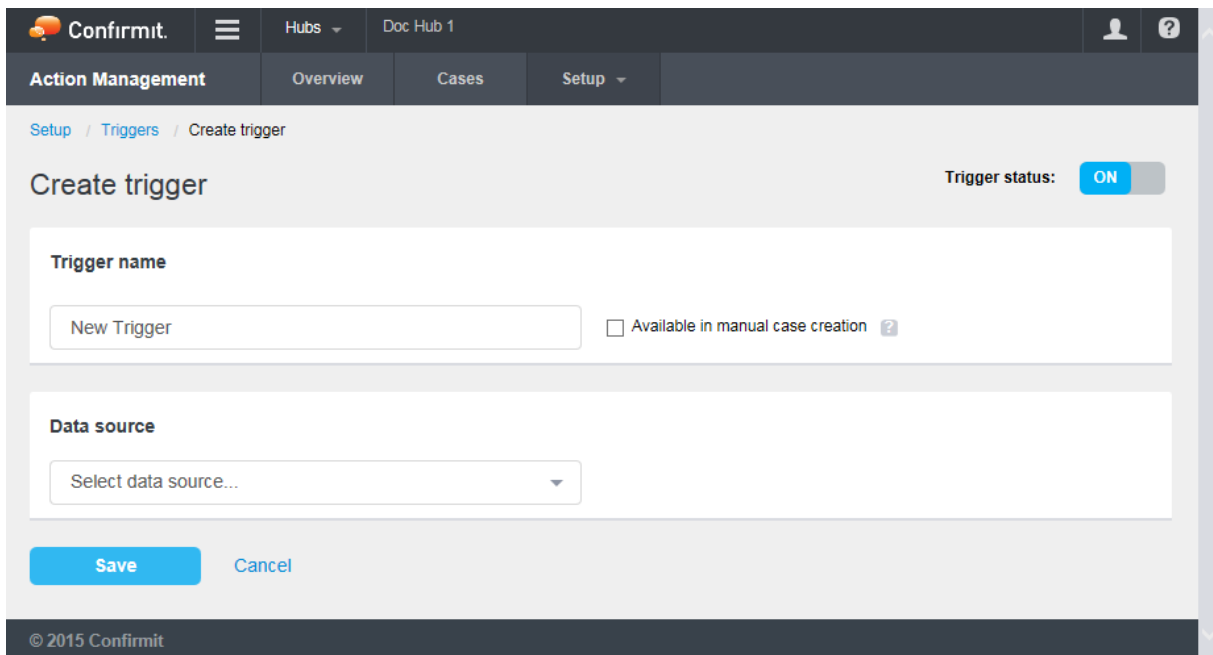 Confirmit. Hubs Doc Hub 1 ?
Action Management Overview Cases Setup
Setup / Triggers / Create trigger
Create trigger Trigger status: ON
Trigger name
New Trigger Available in manual case creation ?
Data source
Select data source...
Save Cancel
© 2015 Confirmit